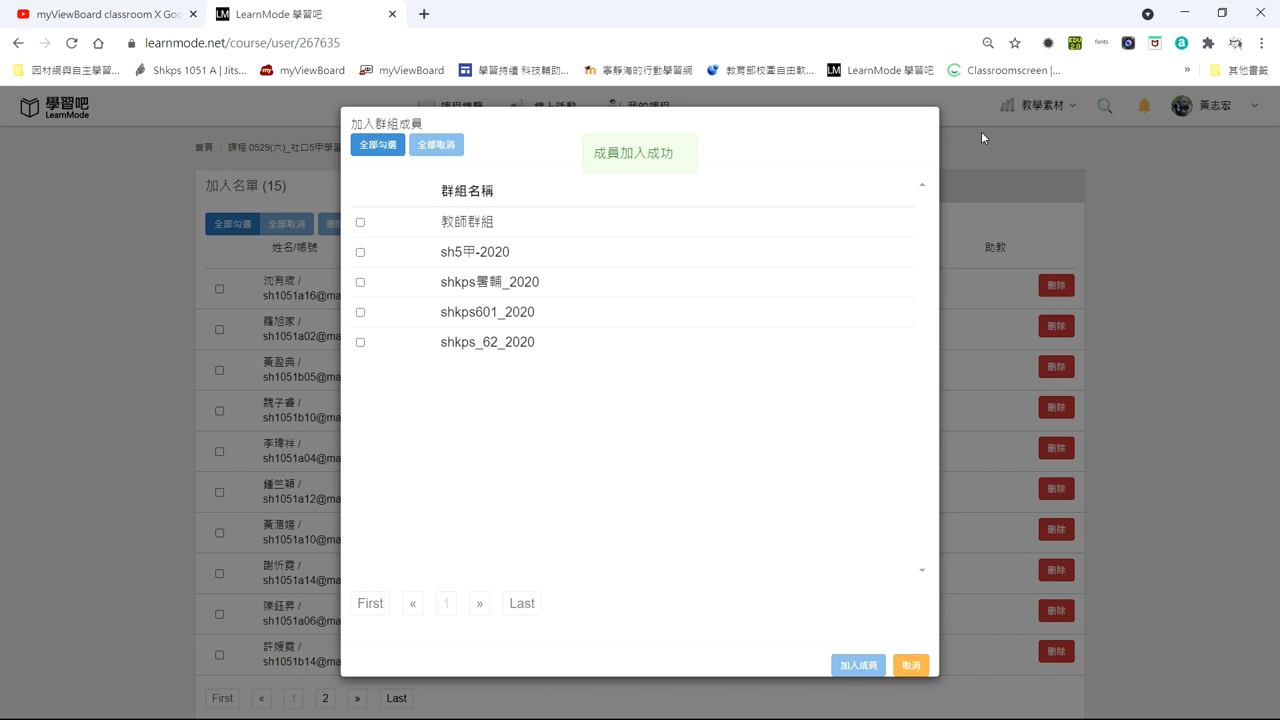 myViewBoard classroom X Goo
LearnMode 學習吧
learnmode.net/course/user/267635
因材網與自主學習...
Shkps 1051 A | Jits...
myViewBoard
myViewBoard
學習持續 科技輔助...
寧靜海的行動學習網
教育部校園自由軟...
LearnMode 學習吧
Classroomscreen |...
»
其他書籤
學習吧
LearnMode
教學素材
黃志宏
首頁 / 課程 0529(六)_社口5甲學習
加入名單 (15)
全部勾選
全部取消
姓名/帳號
助教
沈宥宬 /
sh1051a16@ma
刪除
羅旭家 /
sh1051a02@ma
刪除
黃盈典 /
sh1051b05@ma
刪除
魏子睿 /
sh1051b10@ma
刪除
李瑋祥 /
sh1051a04@ma
刪除
鍾竺穎 /
sh1051a12@ma
刪除
sh1051a10@ma
刪除
謝忻霓 /
sh1051a14@ma
刪除
陳鈺昇 /
sh1051a06@ma
刪除
許媛霓 /
sh1051b14@ma
刪除
First
«
1
2
»
Last
加入群組成員
全部勾選
全部取消
成員加入成功
群組名稱
教師群組
sh5甲-2020
shkps署輔_2020
shkps601_2020
shkps_62_2020
First
«
1
»
Last
加入成員
取消